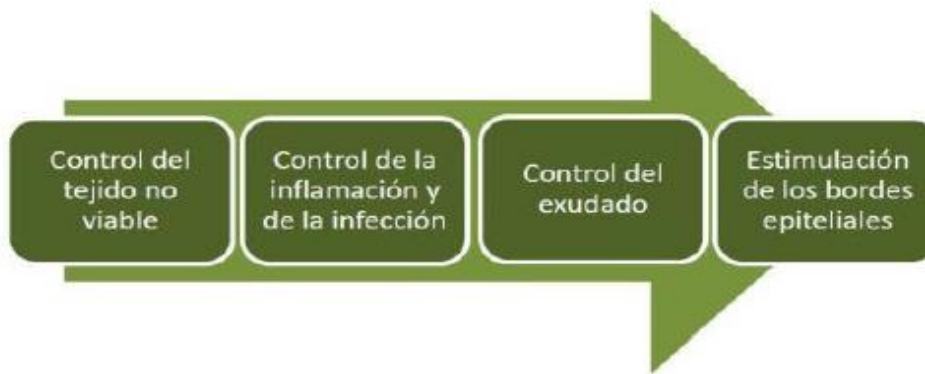 Control del
tejido no
viable
Control de la
inflamación y
de la infección
Control del
exudado
Estimulación
de los bordes
epiteliales